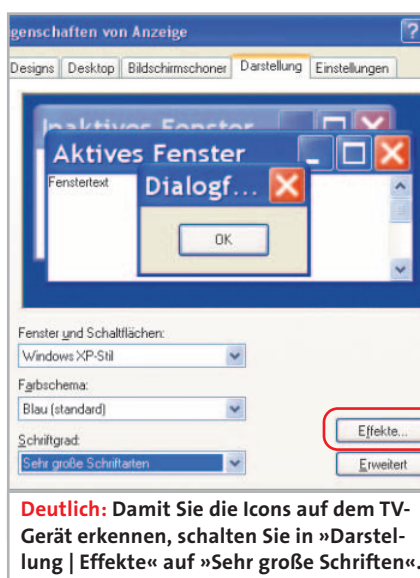 genschaften von Anzeige
Designs Desktop Bildschirmschoner Darstellung Einstellungen
Inaktives Fenster
Aktives Fenster
Fenstertext
Dialogf...
OK
Fenster und Schaltflächen:
Windows XP-Stil
Farbschema:
Blau (standard)
Schriftgrad:
Sehr große Schriftarten
Effekte...
Erweitert
Deutlich: Damit Sie die Icons auf dem TV-
Gerät erkennen, schalten Sie in »Darstel-
lung | Effekte« auf »Sehr große Schriften«.